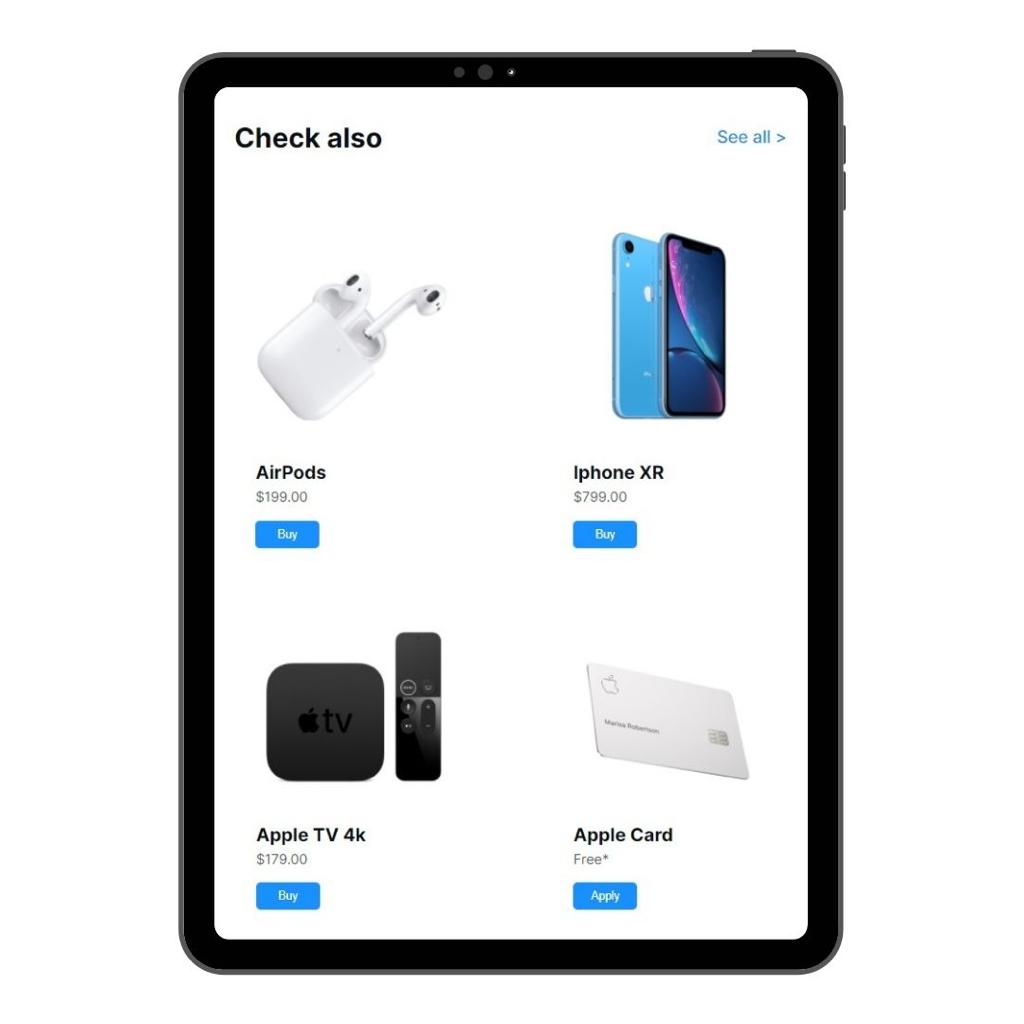 Check also
See all >
AirPods
$199.00
Buy
Iphone XR
$799.00
Buy
tv
Apple TV 4k
$179.00
Buy
Marisa Robertson
Apple Card
Free*
Apply